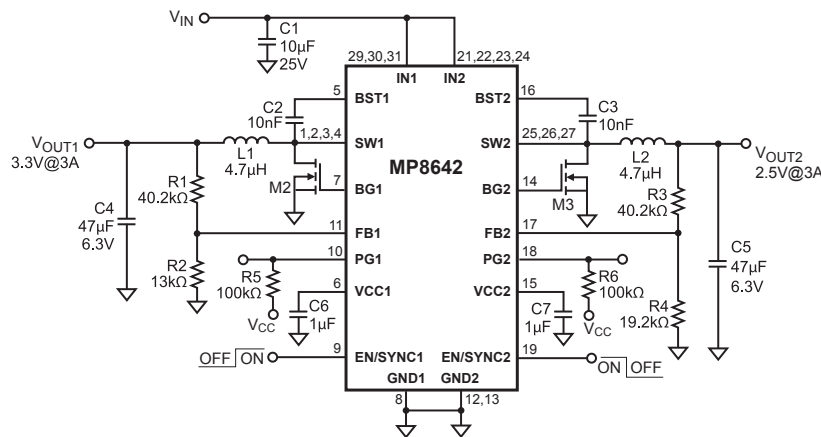 VIN
C1
10µF
25V
29,30,31
21,22,23,24
IN1
IN2
5
BST1
BST2
16
C2
10nF
C3
10nF
VOUT1
3.3V@3A
L1
4.7µH
1,2,3,4
SW1
SW2
25,26,27
L2
4.7µH
VOUT2
2.5V@3A
MP8642
M2
7
BG1
BG2
14
M3
R1
40.2kΩ
R3
40.2kΩ
C4
47µF
6.3V
11
FB1
FB2
17
10
PG1
PG2
18
C5
47µF
6.3V
R2
13kΩ
R5
100kΩ
R6
100kΩ
R4
19.2kΩ
6
VCC1
VCC2
15
C6
1µF
C7
1µF
VCC
VCC
OFF ON
9
EN/SYNC1
EN/SYNC2
19
ON OFF
GND1
GND2
8
12,13